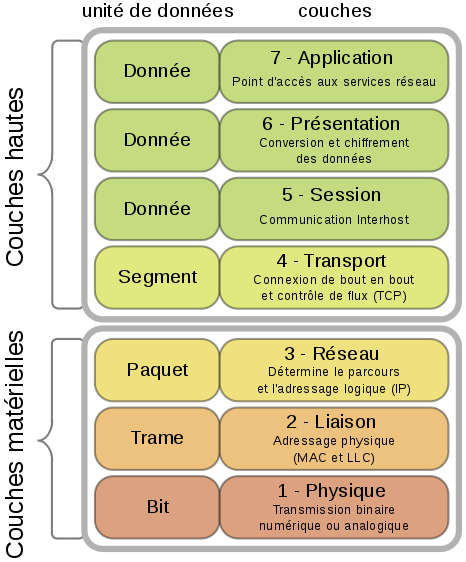 unité de données couches
Couches hautes
Donnée
7 - Application
Point d'accès aux services réseau
Donnée
6 - Présentation
Conversion et chiffrement
des données
Donnée
5 - Session
Communication Interhost
Segment
4 - Transport
Connexion de bout en bout
et contrôle de flux (TCP)
Couches matérielles
Paquet
3 - Réseau
Détermine le parcours
et l'adressage logique (IP)
Trame
2 - Liaison
Adressage physique
(MAC et LLC)
Bit
1 - Physique
Transmission binaire
numérique ou analogique